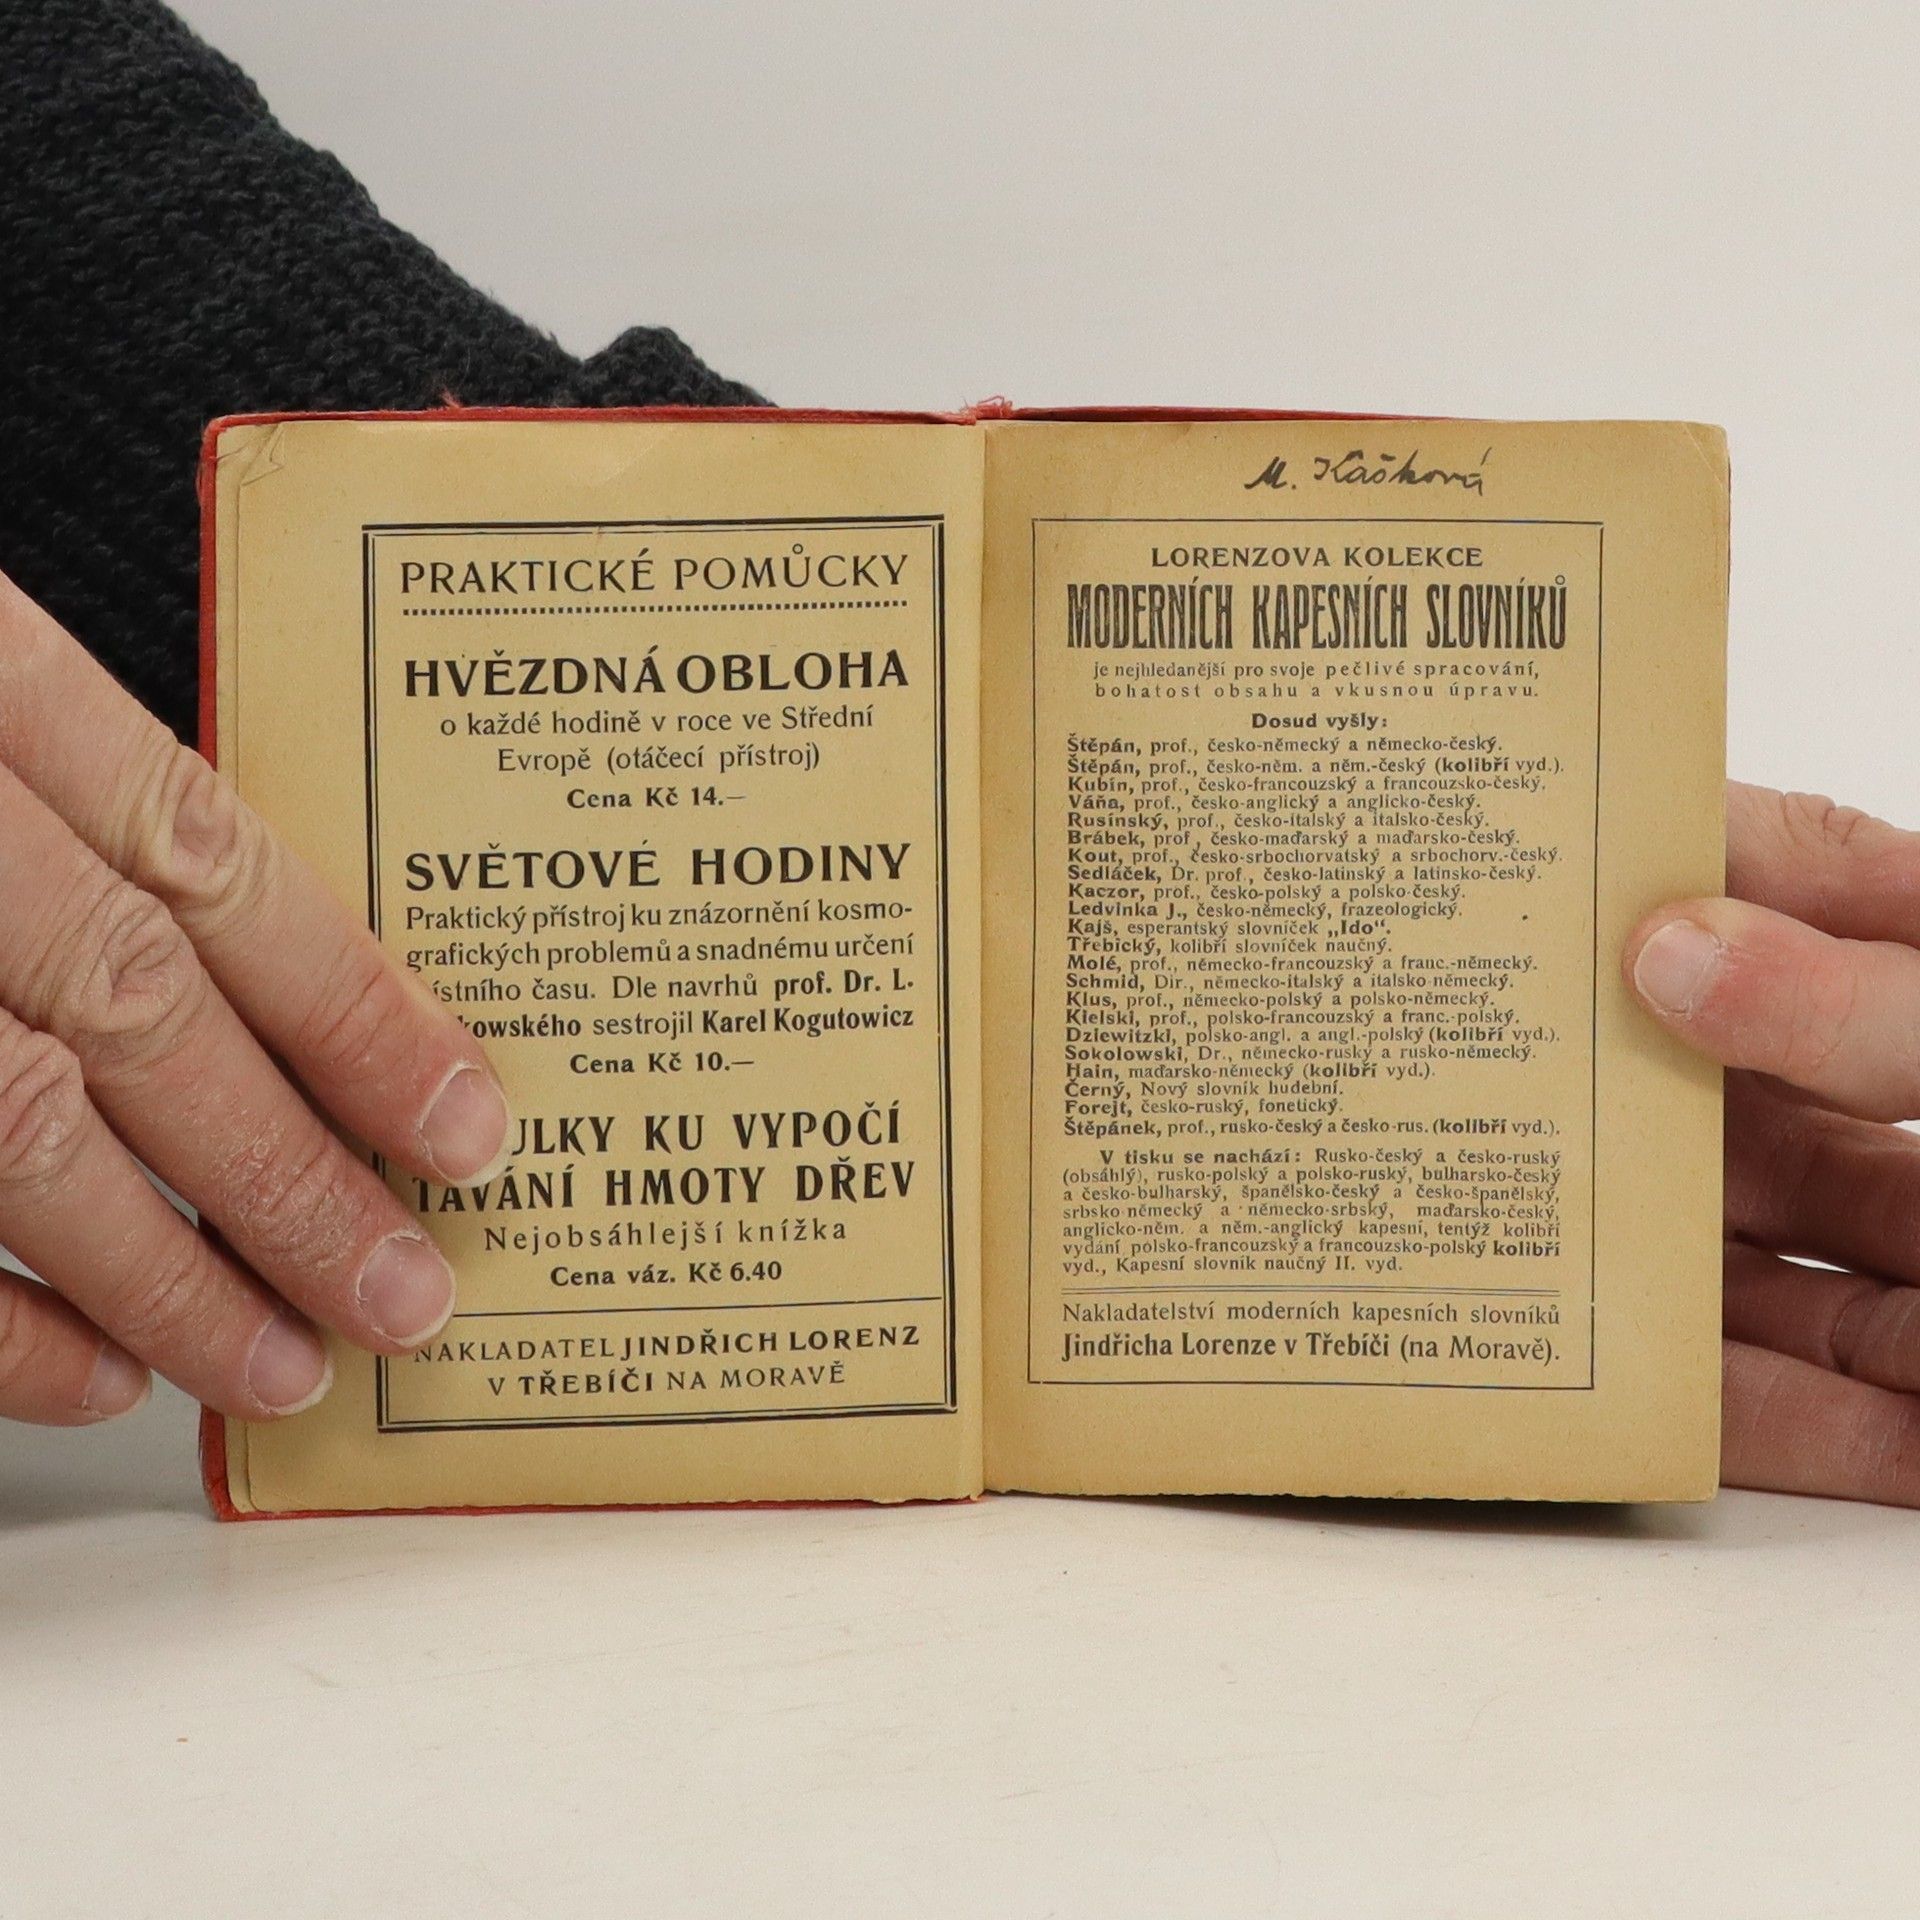 PRAKTICKÉ POMŮCKY
HVĚZDNÁ OBLOHA
o každé hodině v roce ve Střední
Evropě (otáčecí přístroj)
Cena Kč 14.—
SVĚTOVÉ HODINY
Praktický přístroj ku znázornění kosmo-
grafických problemů a snadnému určení
ístního času. Dle navrhů prof. Dr. L.
kowského sestrojil Karel Kogutowicz
Cena Kč 10.—
ULKY KU VYPOČÍ
TÁVÁNÍ HMOTY DŘEV
Nejobsáhlejší knížka
Cena váz. Kč 6.40
NAKLADATEL JINDŘICH LORENZ
V TŘEBÍČI NA MORAVĚ
M. Kašková
LORENZOVA KOLEKCE
MODERNÍCH KAPESNÍCH SLOVNÍKŮ
je nejhledanější pro svoje pečlivé spracování,
bohatost obsahu a vkusnou úpravu.
Dosud vyšly:
Štěpán, prof., česko-německý a německo-český.
Štěpán, prof., česko-něm. a něm.-český (kolibří vyd.).
Kubín, prof., česko-francouzský a francouzsko-český.
Váňa, prof., česko-anglický a anglicko-český.
Rusínský, prof., česko-italský a italsko-český.
Brábek, prof., česko-maďarský a maďarsko-český.
Kout, prof., česko-srbochorvatský a srbochorv.-český.
Sedláček, Dr. prof., česko-latinský a latinsko-český.
Kaczor, prof., česko-polský a polsko-český.
Ledvinka J., česko-německý, frazeologický.
Kajš, esperantský slovníček „Ido“.
Třebický, kolibří slovníček naučný.
Molé, prof., německo-francouzský a franc.-německý.
Schmid, Dir., německo-italský a italsko německý.
Klus, prof., německo-polský a polsko-německý.
Kielski, prof., polsko-francouzský a franc.-polský.
Dziewitzki, polsko-angl. a angl.-polský (kolibří vyd.).
Sokolowski, Dr., německo-ruský a rusko-německý.
Hain, maďarsko-německý (kolibří vyd.).
Černý, Nový slovník hudební.
Forejt, česko-ruský, fonetický.
Štěpánek, prof., rusko-český a česko-rus. (kolibří vyd.).
V tisku se nachází: Rusko-český a česko-ruský
(obsáhlý), rusko-polský a polsko-ruský, bulharsko-český
a česko-bulharský, španělsko-český a česko-španělský,
srbsko-německý a německo-srbský, maďarsko-český,
anglicko-něm. a něm.-anglický kapesní, tentýž kolibří
vydání, polsko-francouzský a francouzsko-polský kolibří
vyd., Kapesní slovník naučný II. vyd.
Nakladatelství moderních kapesních slovníků
Jindřicha Lorenze v Třebíči (na Moravě).